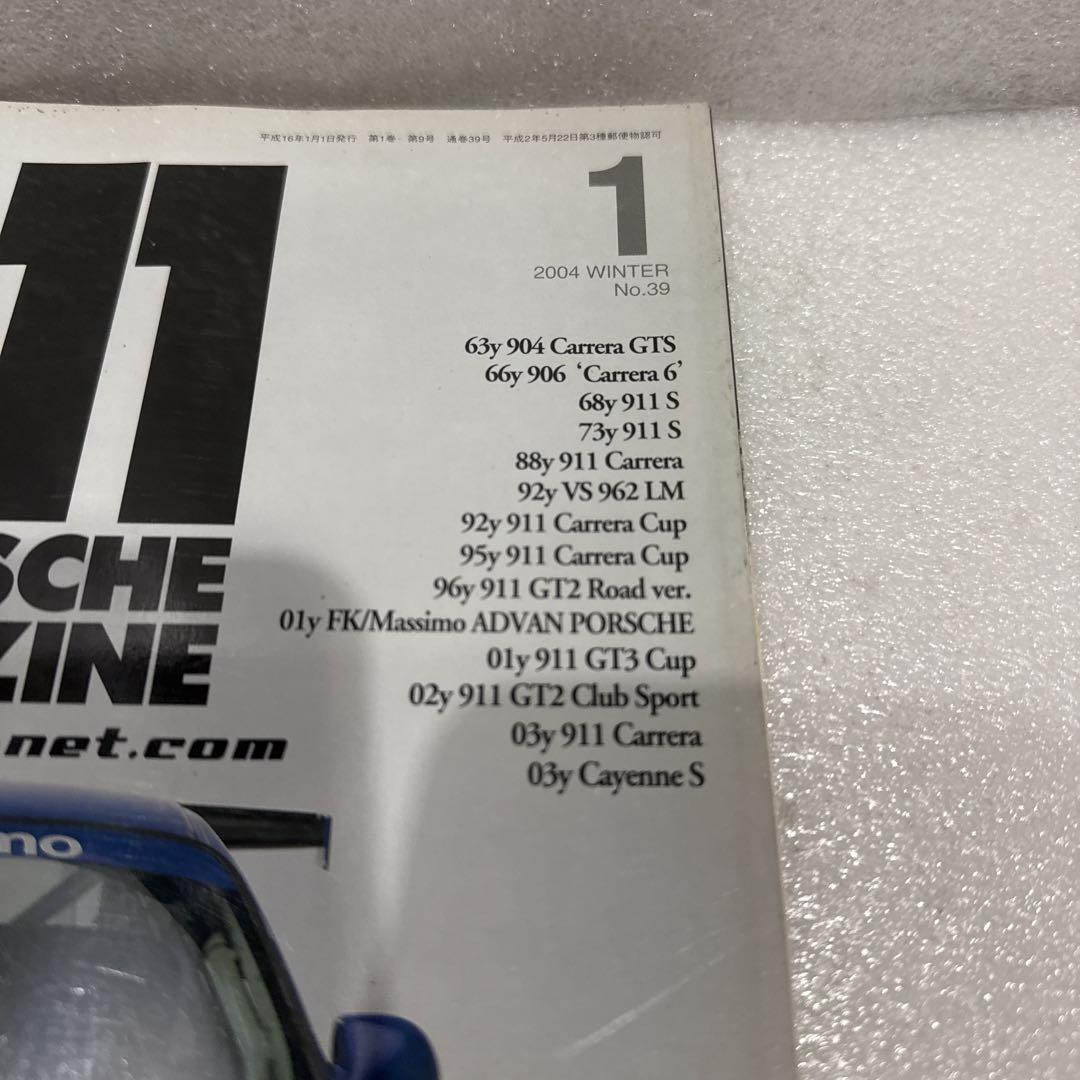 平成16年1月1日発行 第1巻 第9号 通巻39号 平成2年5月22日第3種郵便物認可
11
1
2004 WINTER
No.39
63y 904 Carrera GTS
66y 906 ‘Carrera 6’
68y 911 S
73y 911 S
88y 911 Carrera
92y VS 962 LM
92y 911 Carrera Cup
95y 911 Carrera Cup
96y 911 GT2 Road ver.
01y FK/Massimo ADVAN PORSCHE
01y 911 GT3 Cup
02y 911 GT2 Club Sport
03y 911 Carrera
03y Cayenne S
SCHE
ZINE
net.com
mo